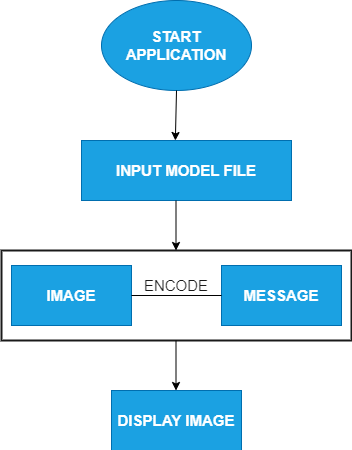 START
APPLICATION
INPUT MODEL FILE
IMAGE
ENCODE
MESSAGE
DISPLAY IMAGE